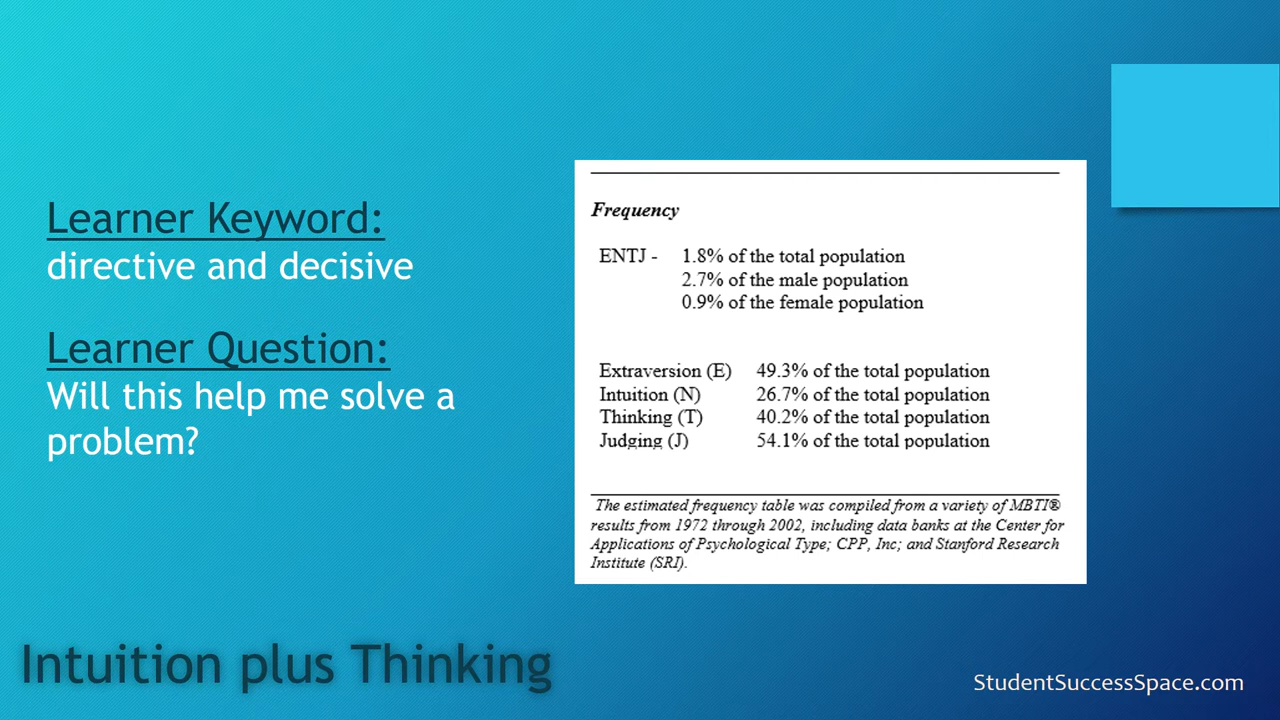 Learner Keyword:
directive and decisive
Learner Question:
Will this help me solve a
problem?
Frequency
ENTJ - 1.8% of the total population
2.7% of the male population
0.9% of the female population
Extraversion (E) 49.3% of the total population
Intuition (N) 26.7% of the total population
Thinking (T) 40.2% of the total population
Judging (J) 54.1% of the total population
The estimated frequency table was compiled from a variety of MBTI®
results from 1972 through 2002, including data banks at the Center for
Applications of Psychological Type; CPP, Inc; and Stanford Research
Institute (SRI).
Intuition plus Thinking
StudentSuccessSpace.com